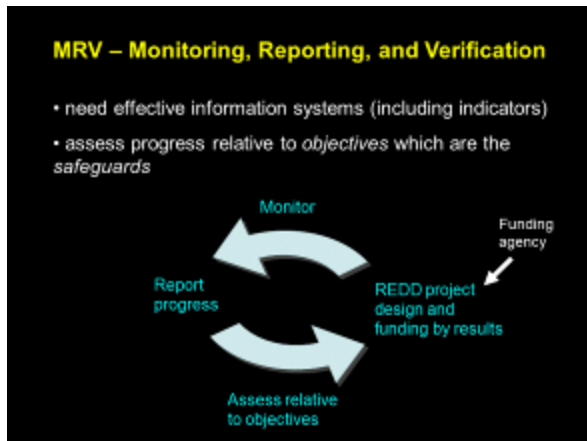 MRV – Monitoring, Reporting, and Verification
• need effective information systems (including indicators)
• assess progress relative to objectives which are the
safeguards
Monitor
Funding
agency
Report
progress
REDD project
design and
funding by results
Assess relative
to objectives